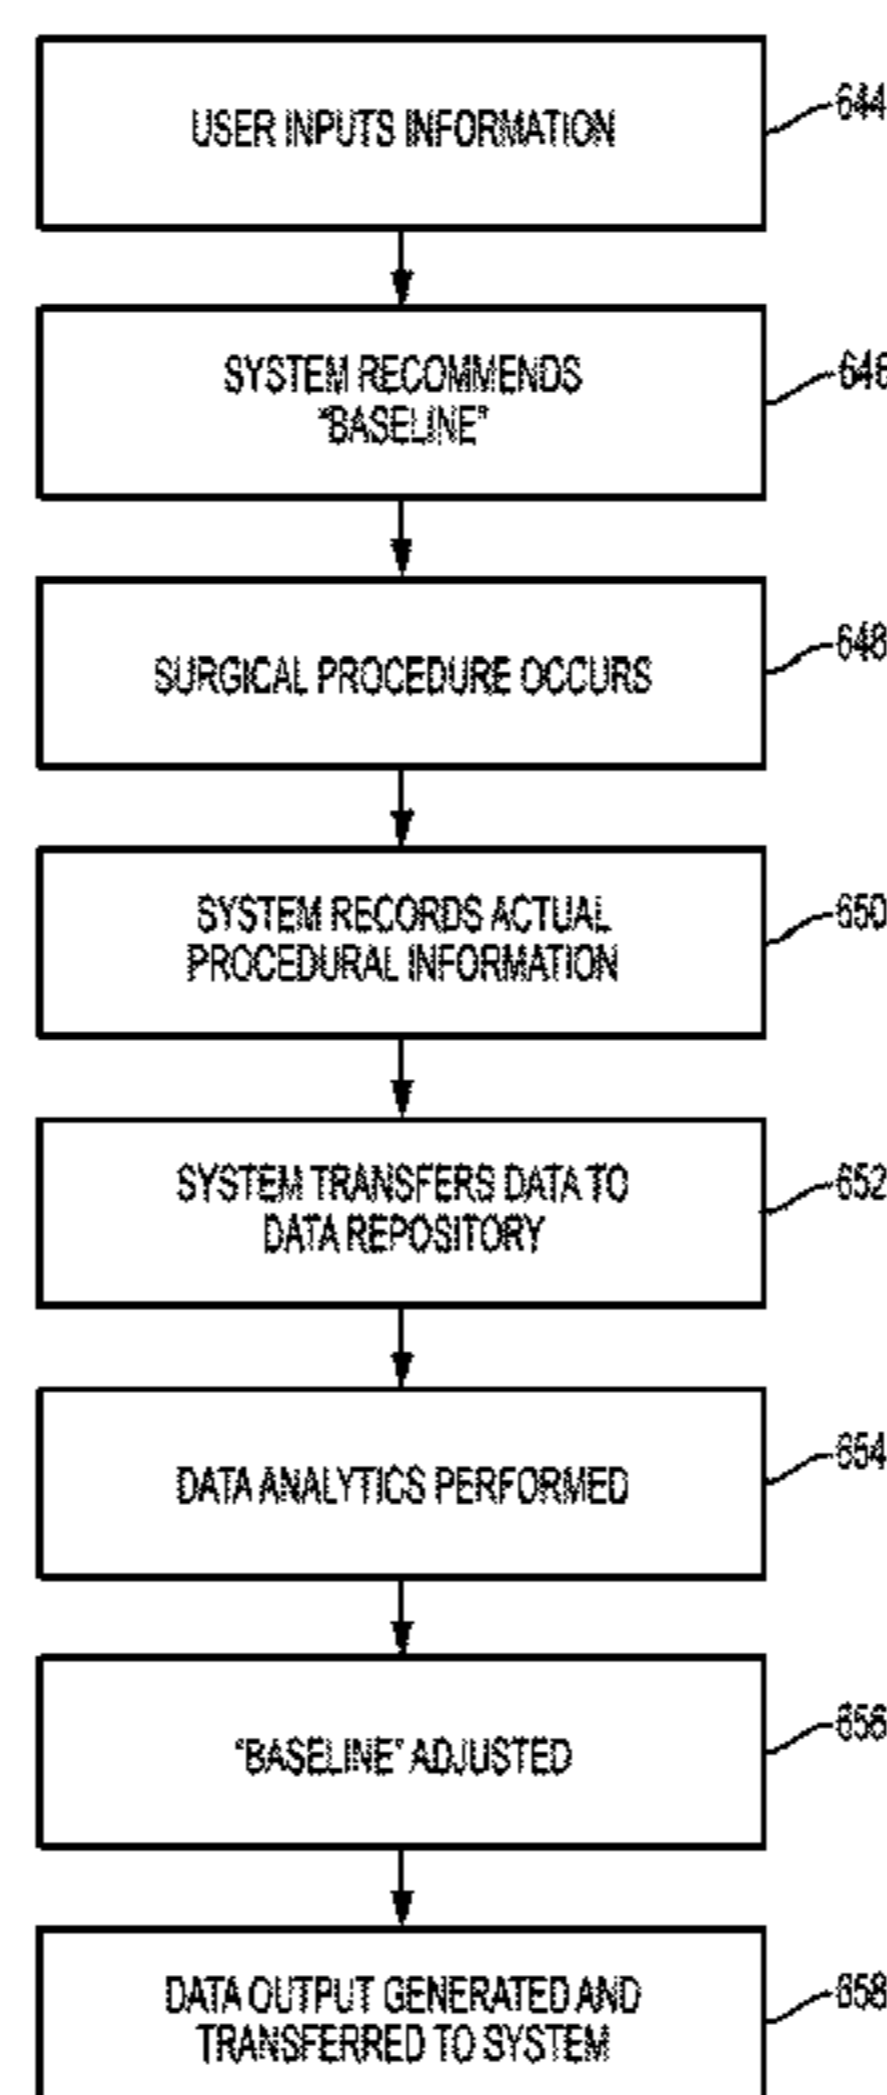 USER INPUTS INFORMATION
644
SYSTEM RECOMMENDS
"BASELINE"
646
SURGICAL PROCEDURE OCCURS
648
SYSTEM RECORDS ACTUAL
PROCEDURAL INFORMATION
650
SYSTEM TRANSFERS DATA TO
DATA REPOSITORY
652
DATA ANALYTICS PERFORMED
654
"BASELINE" ADJUSTED
656
DATA OUTPUT GENERATED AND
TRANSFERRED TO SYSTEM
658